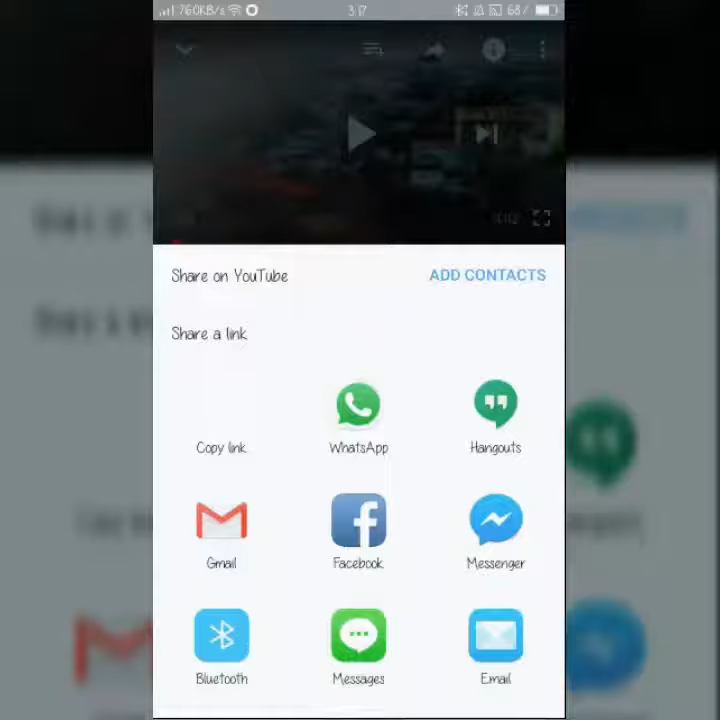 760KB/s 3:17 68%
Share on YouTube ADD CONTACTS
Share a link
Copy link WhatsApp Hangouts
Gmail Facebook Messenger
Bluetooth Messages Email